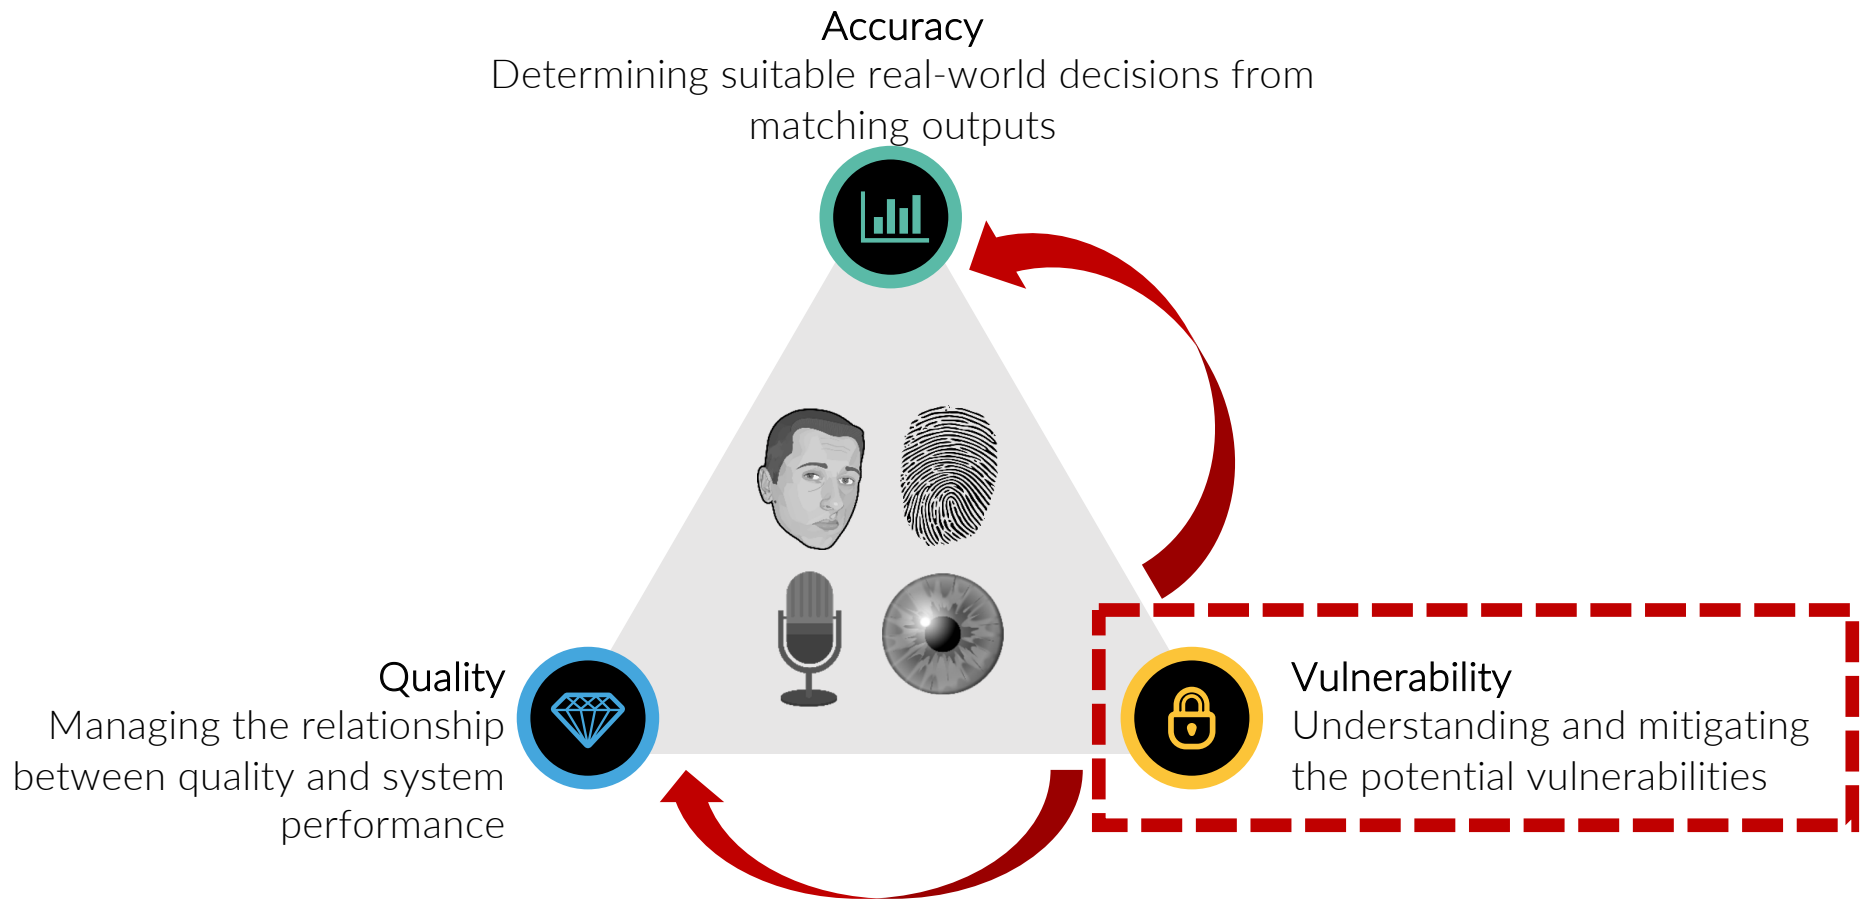 Accuracy
Determining suitable real-world decisions from
matching outputs
Quality
Managing the relationship
between quality and system
performance
Vulnerability
Understanding and mitigating
the potential vulnerabilities